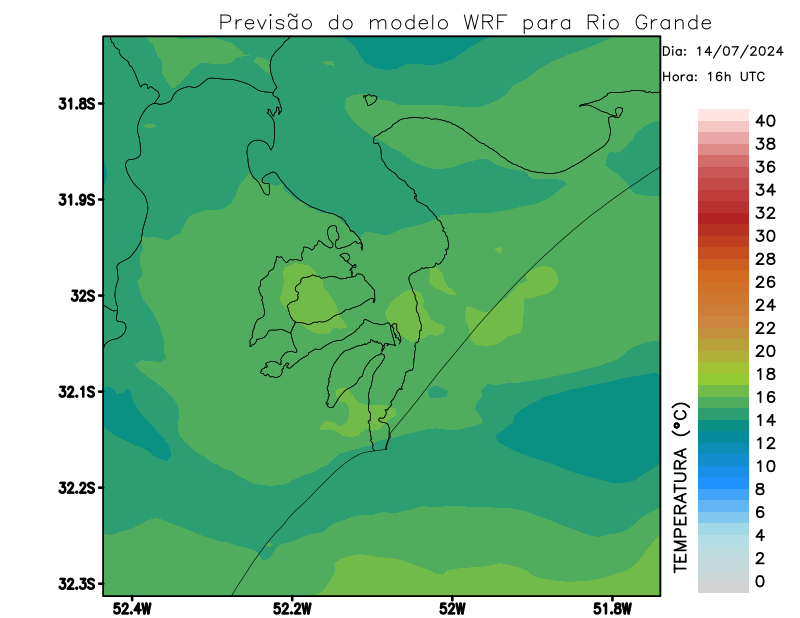 Previsão do modelo WRF para Rio Grande
Dia: 14/07/2024
Hora: 16h UTC
31.8S
31.9S
32S
32.1S
32.2S
32.3S
52.4W
52.2W
52W
51.8W
TEMPERATURA (°C)
40
38
36
34
32
30
28
26
24
22
20
18
16
14
12
10
8
6
4
2
0